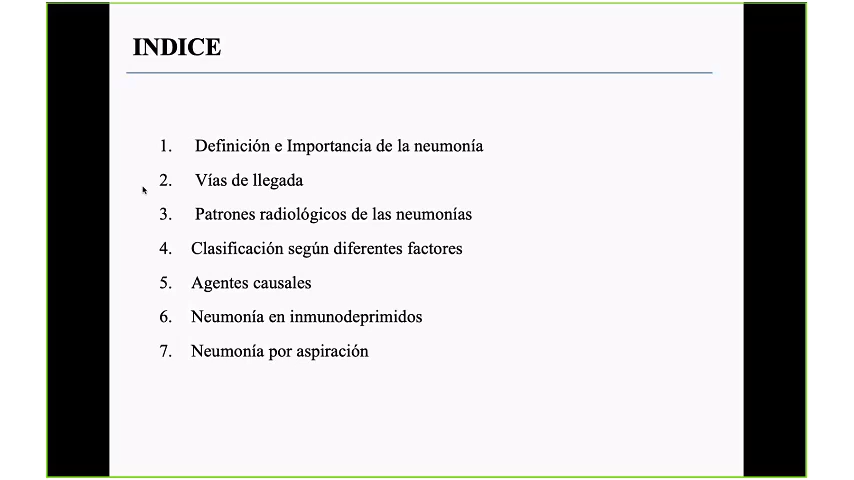 INDICE
1. Definición e Importancia de la neumonía
2. Vías de llegada
3. Patrones radiológicos de las neumonías
4. Clasificación según diferentes factores
5. Agentes causales
6. Neumonía en inmunodeprimidos
7. Neumonía por aspiración